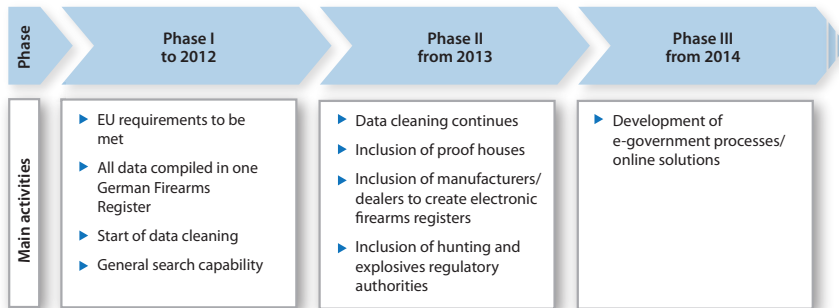 Phase
Phase I
to 2012
Phase II
from 2013
Phase III
from 2014
Main activities
EU requirements to be
met
All data compiled in one
German Firearms
Register
Start of data cleaning
General search capability
Data cleaning continues
Inclusion of proof houses
Inclusion of manufacturers/
dealers to create electronic
firearms registers
Inclusion of hunting and
explosives regulatory
authorities
Development of
e-government processes/
online solutions